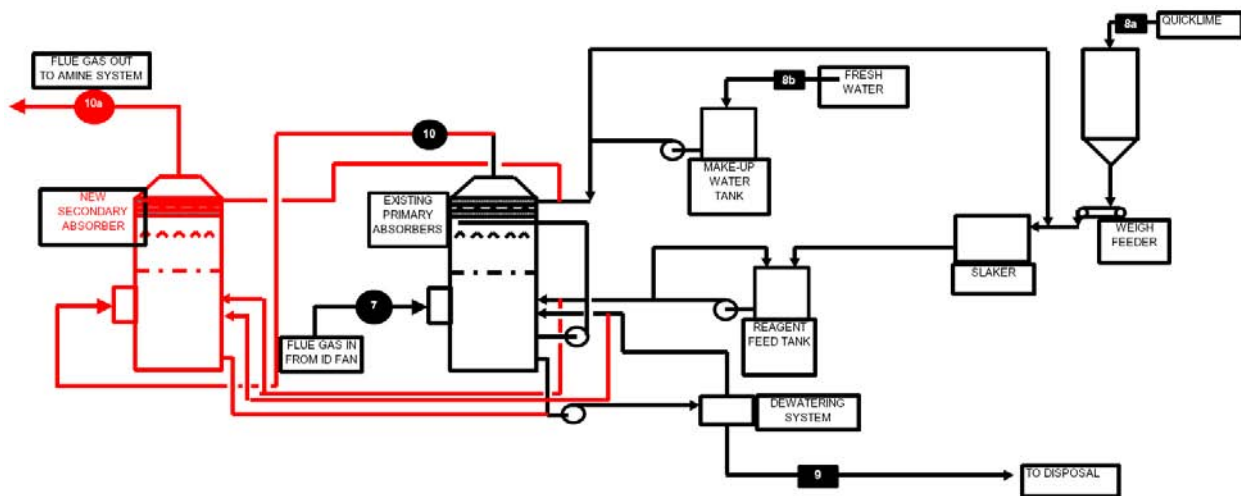 8a
QUICKLIME
FLUE GAS OUT
TO AMINE SYSTEM
10a
8b
FRESH
WATER
10
MAKE-UP
WATER
TANK
NEW
SECONDARY
ABSORBER
EXISTING
PRIMARY
ABSORBERS
WEIGH
FEEDER
SLAKER
7
FLUE GAS IN
FROM ID FAN
REAGENT
FEED TANK
DEWATERING
SYSTEM
9
TO DISPOSAL